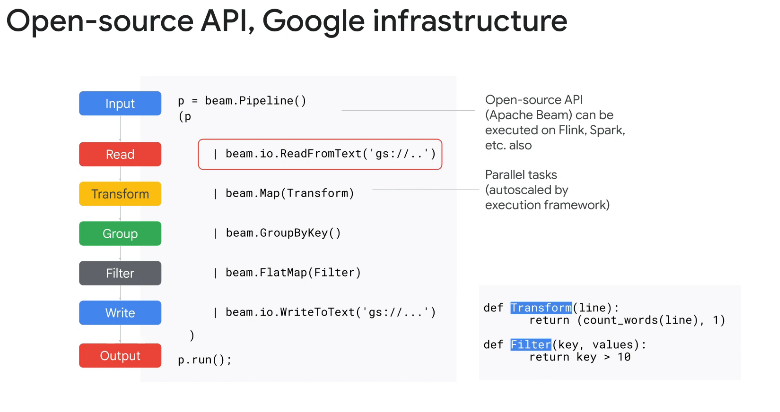 Open-source API, Google infrastructure
Input
Read
Transform
Group
Filter
Write
Output
p = beam.Pipeline()
(p
| beam.io.ReadFromText('gs://..')
| beam.Map(Transform)
| beam.GroupByKey()
| beam.FlatMap(Filter)
| beam.io.WriteToText('gs://...')
)
p.run();
Open-source API
(Apache Beam) can be
executed on Flink, Spark,
etc. also
Parallel tasks
(autoscaled by
execution framework)
def Transform(line):
return (count_words(line), 1)
def Filter(key, values):
return key > 10